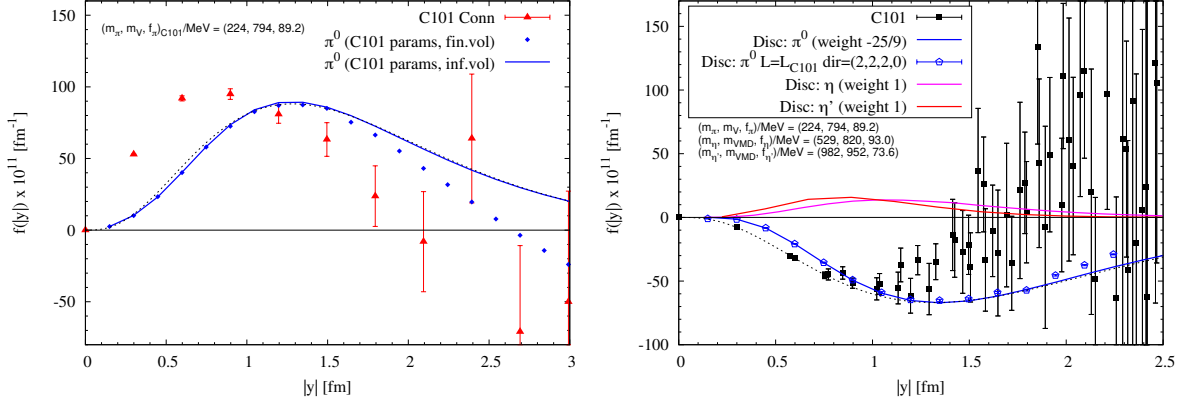 (m_π, m_V, f_π)_C101/MeV = (224, 794, 89.2)
C101 Conn
π⁰ (C101 params, fin.vol)
π⁰ (C101 params, inf.vol)
f(|y|) x 10¹¹ [fm⁻¹]
150
100
50
0
-50
0
0.5
1
1.5
2
2.5
3
|y| [fm]
C101
Disc: π⁰ (weight -25/9)
Disc: π⁰ L=L_C101 dir=(2,2,2,0)
Disc: η (weight 1)
Disc: η' (weight 1)
(m_π, m_V, f_π)/MeV = (224, 794, 89.2)
(m_η, m_VMD, f_η)/MeV = (529, 820, 93.0)
(m_η', m_VMD, f_η')/MeV = (982, 952, 73.6)
f(|y|) x 10¹¹ [fm⁻¹]
150
100
50
0
-50
-100
0
0.5
1
1.5
2
2.5
|y| [fm]